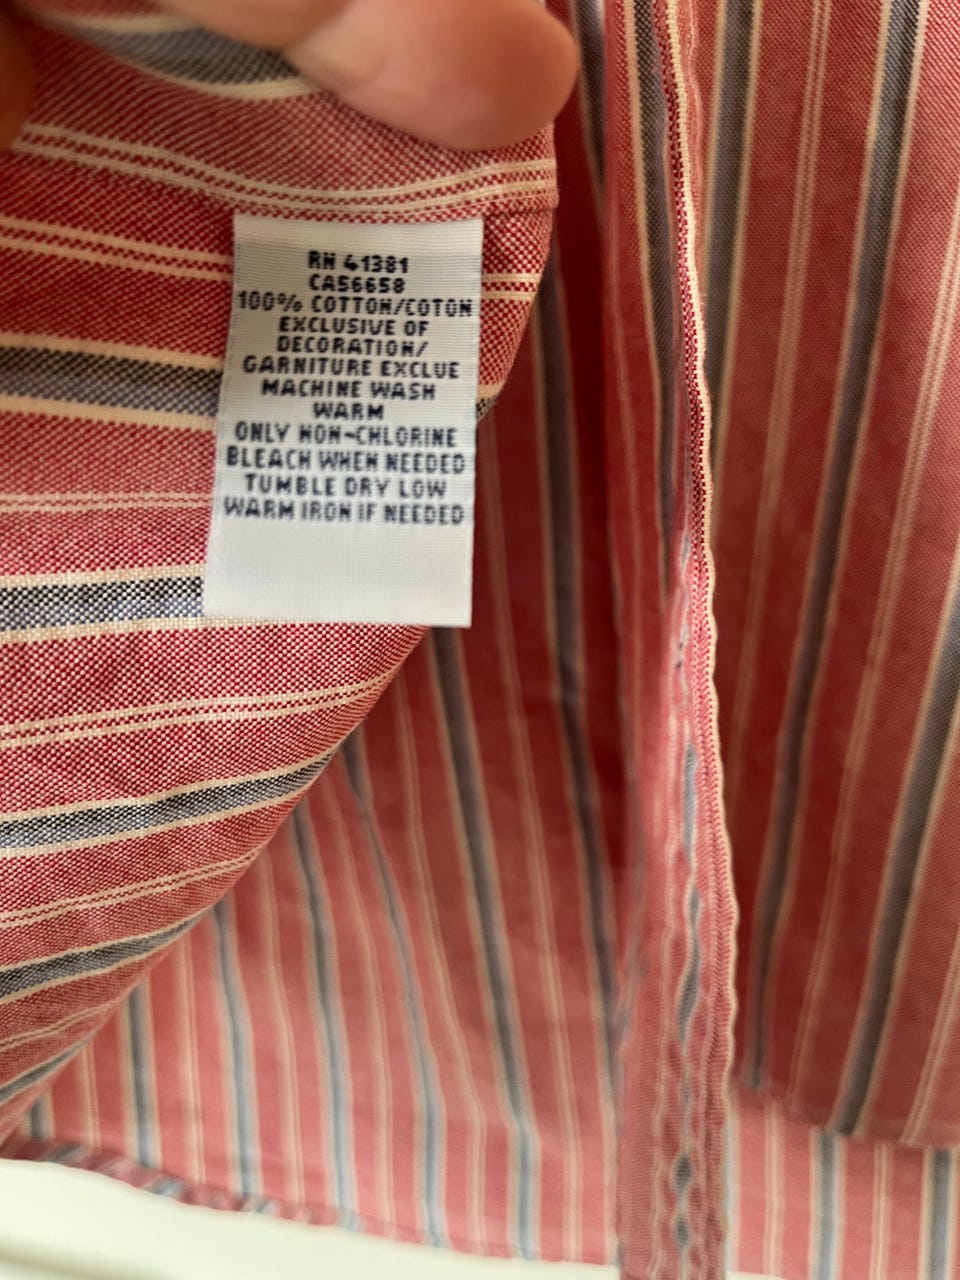 RN 41381
CA56658
100% COTTON/COTON
EXCLUSIVE OF
DECORATION/
GARNITURE EXCLUE
MACHINE WASH
WARM
ONLY NON-CHLORINE
BLEACH WHEN NEEDED
TUMBLE DRY LOW
WARM IRON IF NEEDED